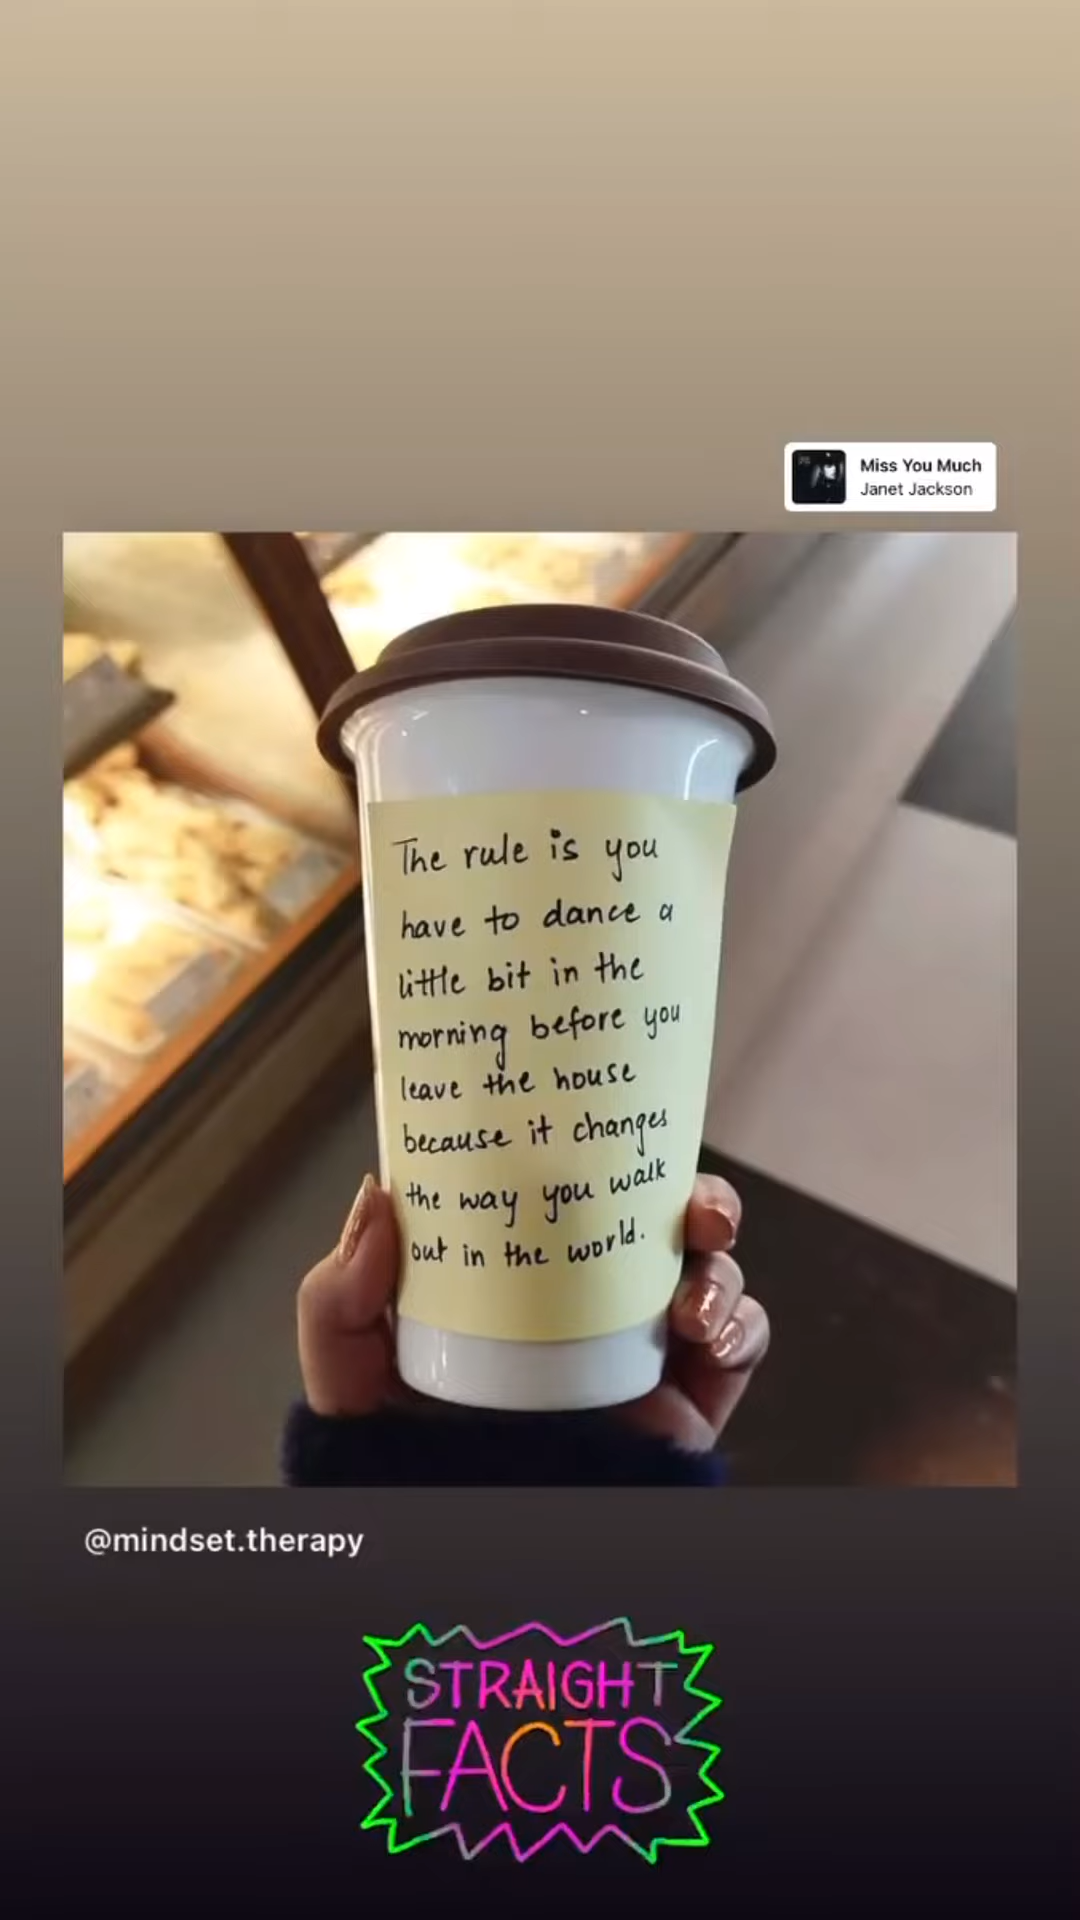 Miss You Much
Janet Jackson
The rule is you
have to dance a
little bit in the
morning before you
leave the house
because it changes
the way you walk
out in the world.
@mindset.therapy
STRAIGHT
FACTS